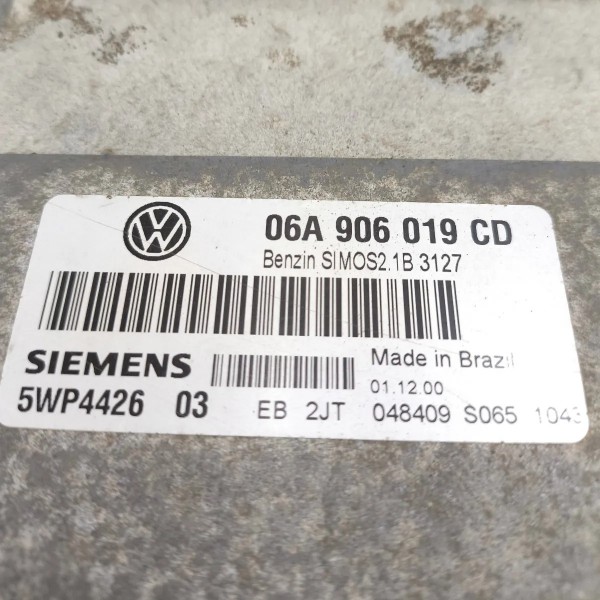 06A 906 019 CD
Benzin SIMOS2.1B 3127
SIEMENS Made in Brazil
01.12.00
5WP4426 03 EB 2JT 048409 S065 1043